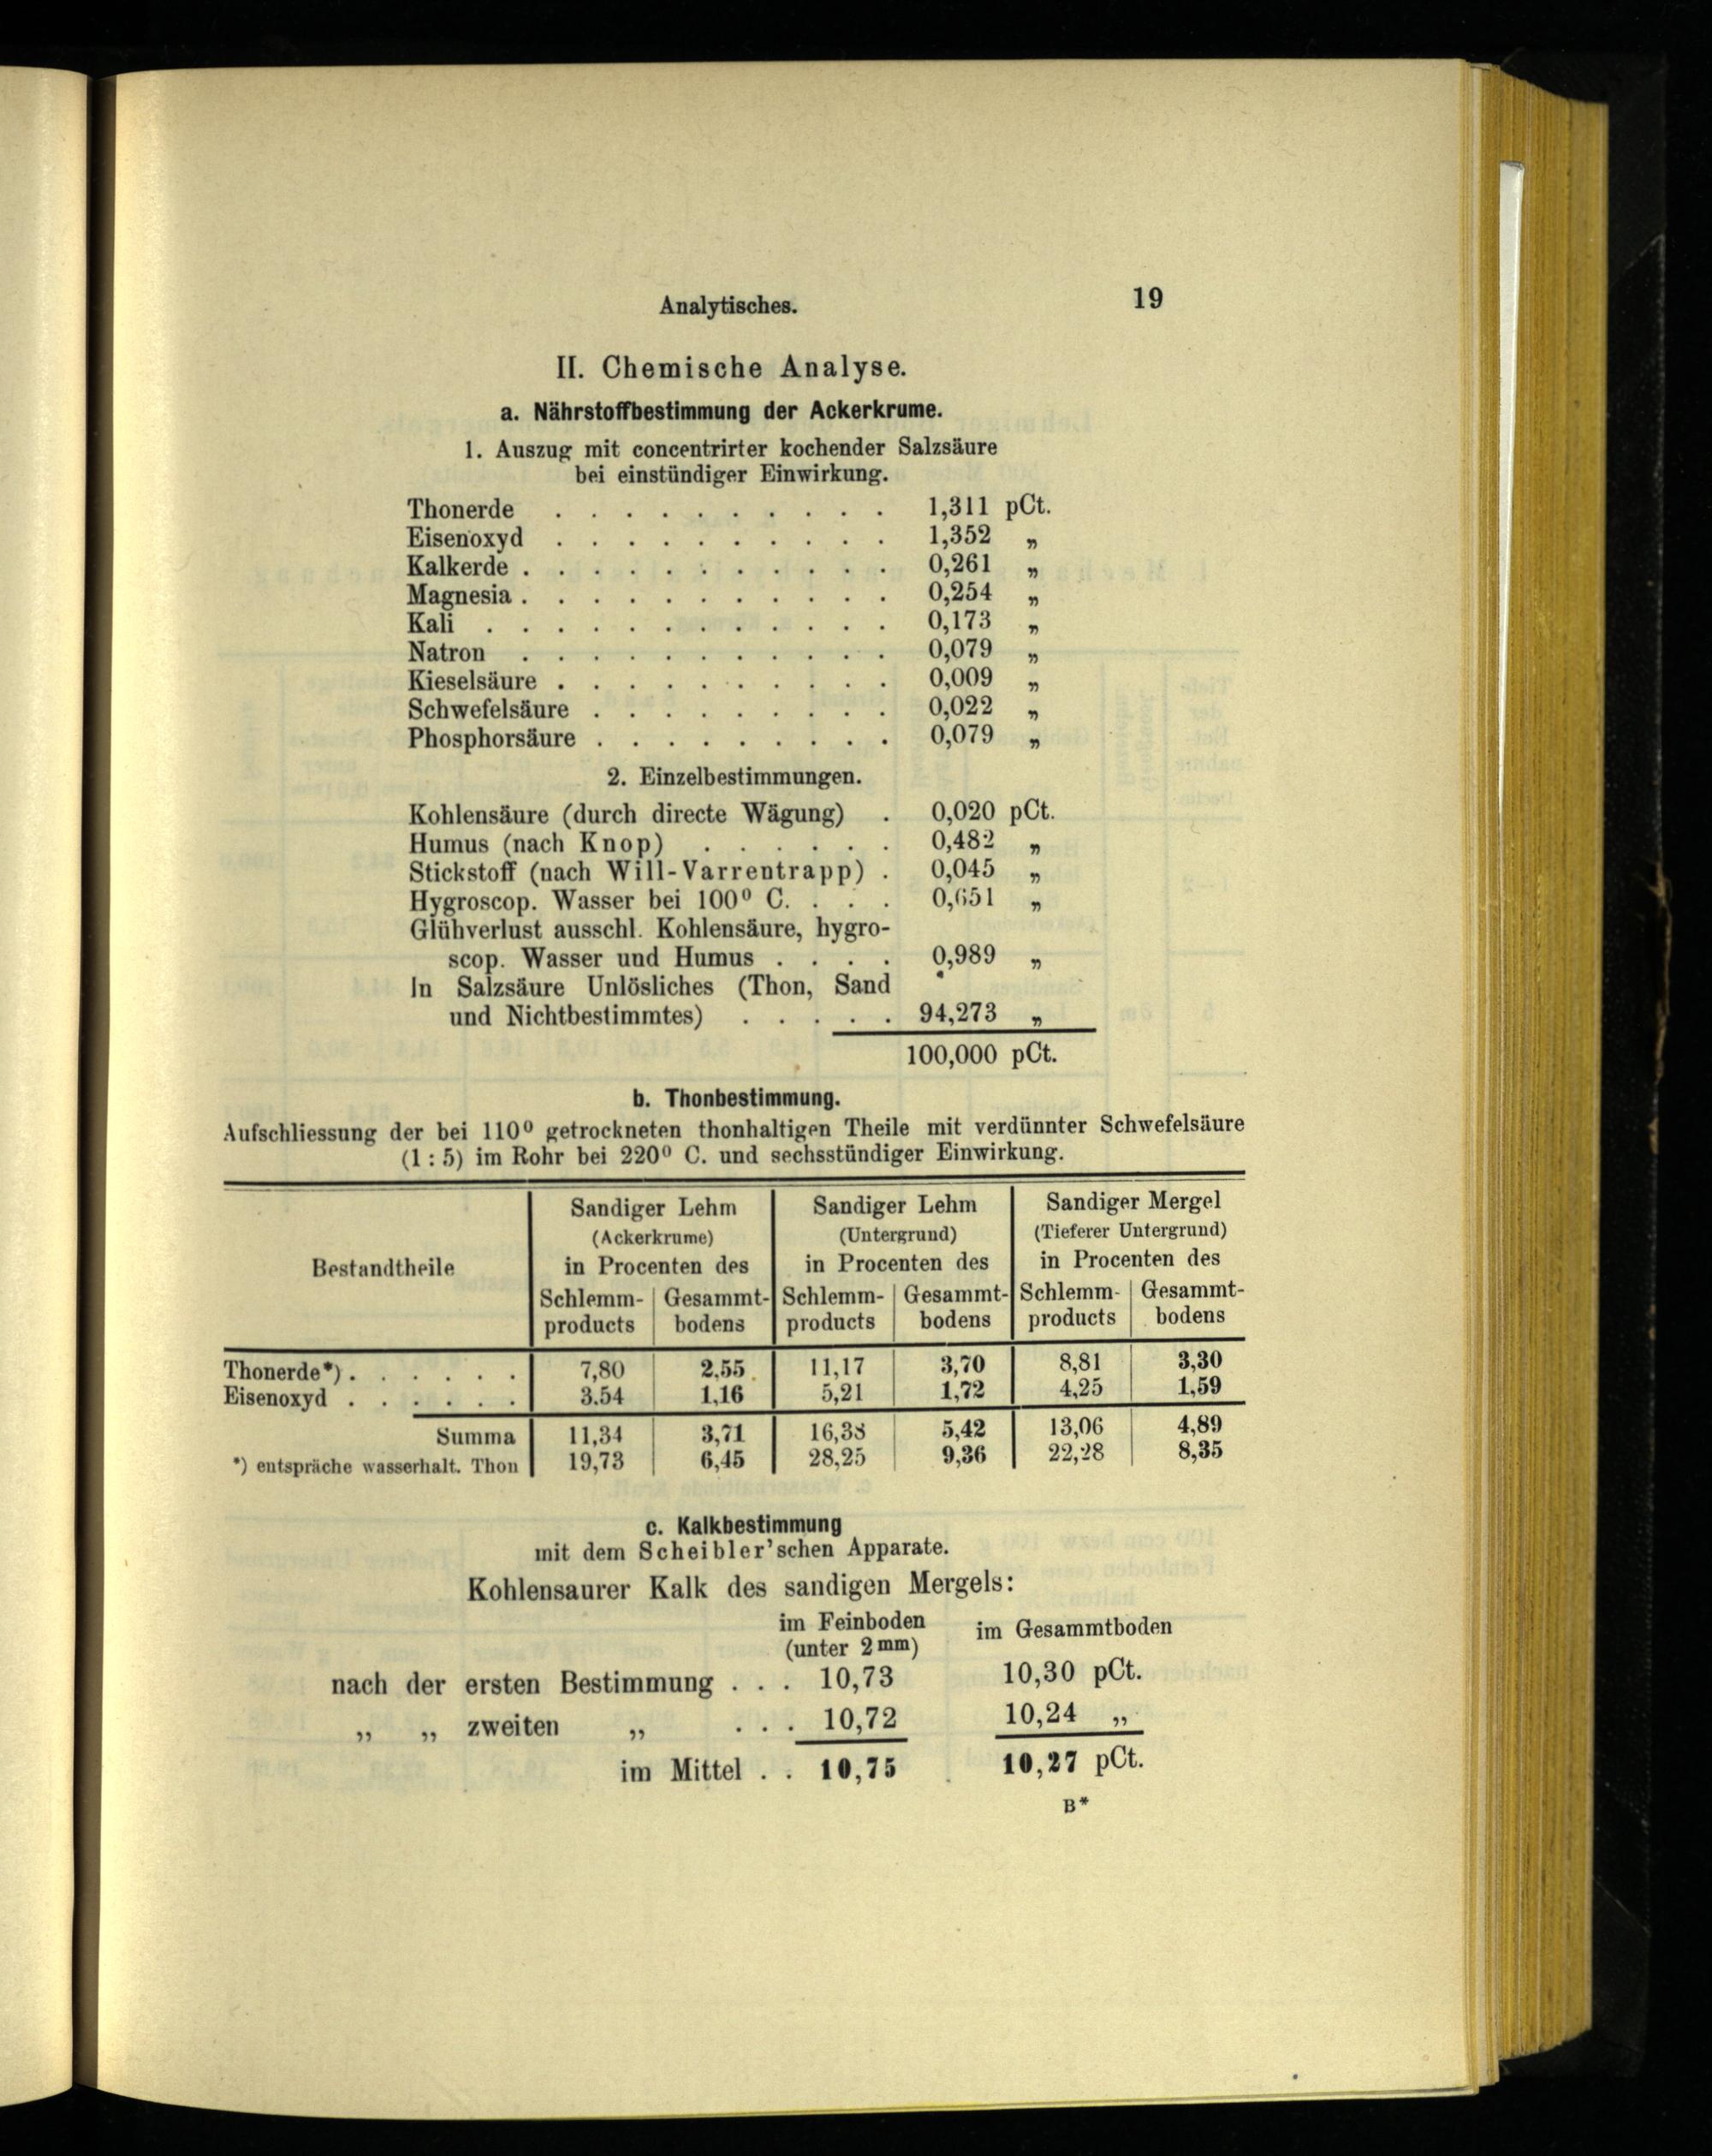 Analytisches. 19
II. Chemische Analyse.
a. Nährstoffbestimmung der Ackerkrume.
1. Auszug mit concentrirter kochender Salzsäure
bei einstündiger Einwirkung.
Thonerde . . . . . . . . . . 1,311 pCt.
Eisenoxyd . . . . . . . . . . 1,352 „
Kalkerde . . . . . . . . . . . 0,261 „
Magnesia . . . . . . . . . . . 0,254 „
Kali . . . . . . . . . . . . 0,173 „
Natron . . . . . . . . . . . 0,079 „
Kieselsäure . . . . . . . . . . 0,009 „
Schwefelsäure . . . . . . . . . 0,022 „
Phosphorsäure . . . . . . . . . 0,079 „
2. Einzelbestimmungen.
Kohlensäure (durch directe Wägung) . 0,020 pCt.
Humus (nach Knop) . . . . . . 0,482 „
Stickstoff (nach Will-Varrentrapp) . 0,045 „
Hygroscop. Wasser bei 100⁰ C. . . . 0,651 „
Glühverlust ausschl. Kohlensäure, hygro-
scop. Wasser und Humus . . . . 0,989 „
In Salzsäure Unlösliches (Thon, Sand
und Nichtbestimmtes) . . . . . 94,273 „
100,000 pCt.
b. Thonbestimmung.
Aufschliessung der bei 110⁰ getrockneten thonhaltigen Theile mit verdünnter Schwefelsäure
(1 : 5) im Rohr bei 220⁰ C. und sechsstündiger Einwirkung.
Sandiger Lehm Sandiger Lehm Sandiger Mergel
(Ackerkrume) (Untergrund) (Tieferer Untergrund)
Bestandtheile in Procenten des in Procenten des in Procenten des
Schlemm- Gesammt- Schlemm- Gesammt- Schlemm- Gesammt-
products bodens products bodens products bodens
Thonerde*) . . . . . . 7,80 2,55 11,17 3,70 8,81 3,30
Eisenoxyd . . . . . . 3.54 1,16 5,21 1,72 4,25 1,59
Summa 11,34 3,71 16,38 5,42 13,06 4,89
*) entspräche wasserhalt. Thon 19,73 6,45 28,25 9,36 22,28 8,35
c. Kalkbestimmung
mit dem Scheibler'schen Apparate.
Kohlensaurer Kalk des sandigen Mergels:
im Feinboden im Gesammtboden
(unter 2 mm)
nach der ersten Bestimmung . . . 10,73 10,30 pCt.
„ „ zweiten „ . . . 10,72 10,24 „
im Mittel . . 10,75 10,27 pCt.
B*